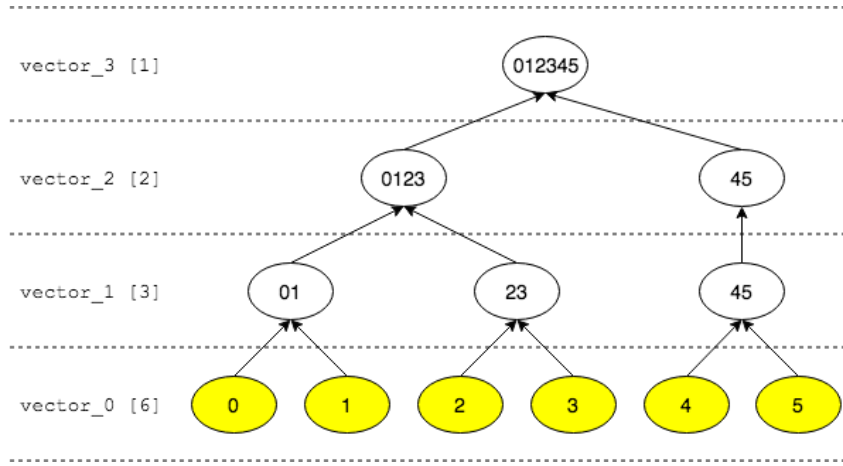 vector_3 [1] 012345
vector_2 [2] 0123 45
vector_1 [3] 01 23 45
vector_0 [6] 0 1 2 3 4 5